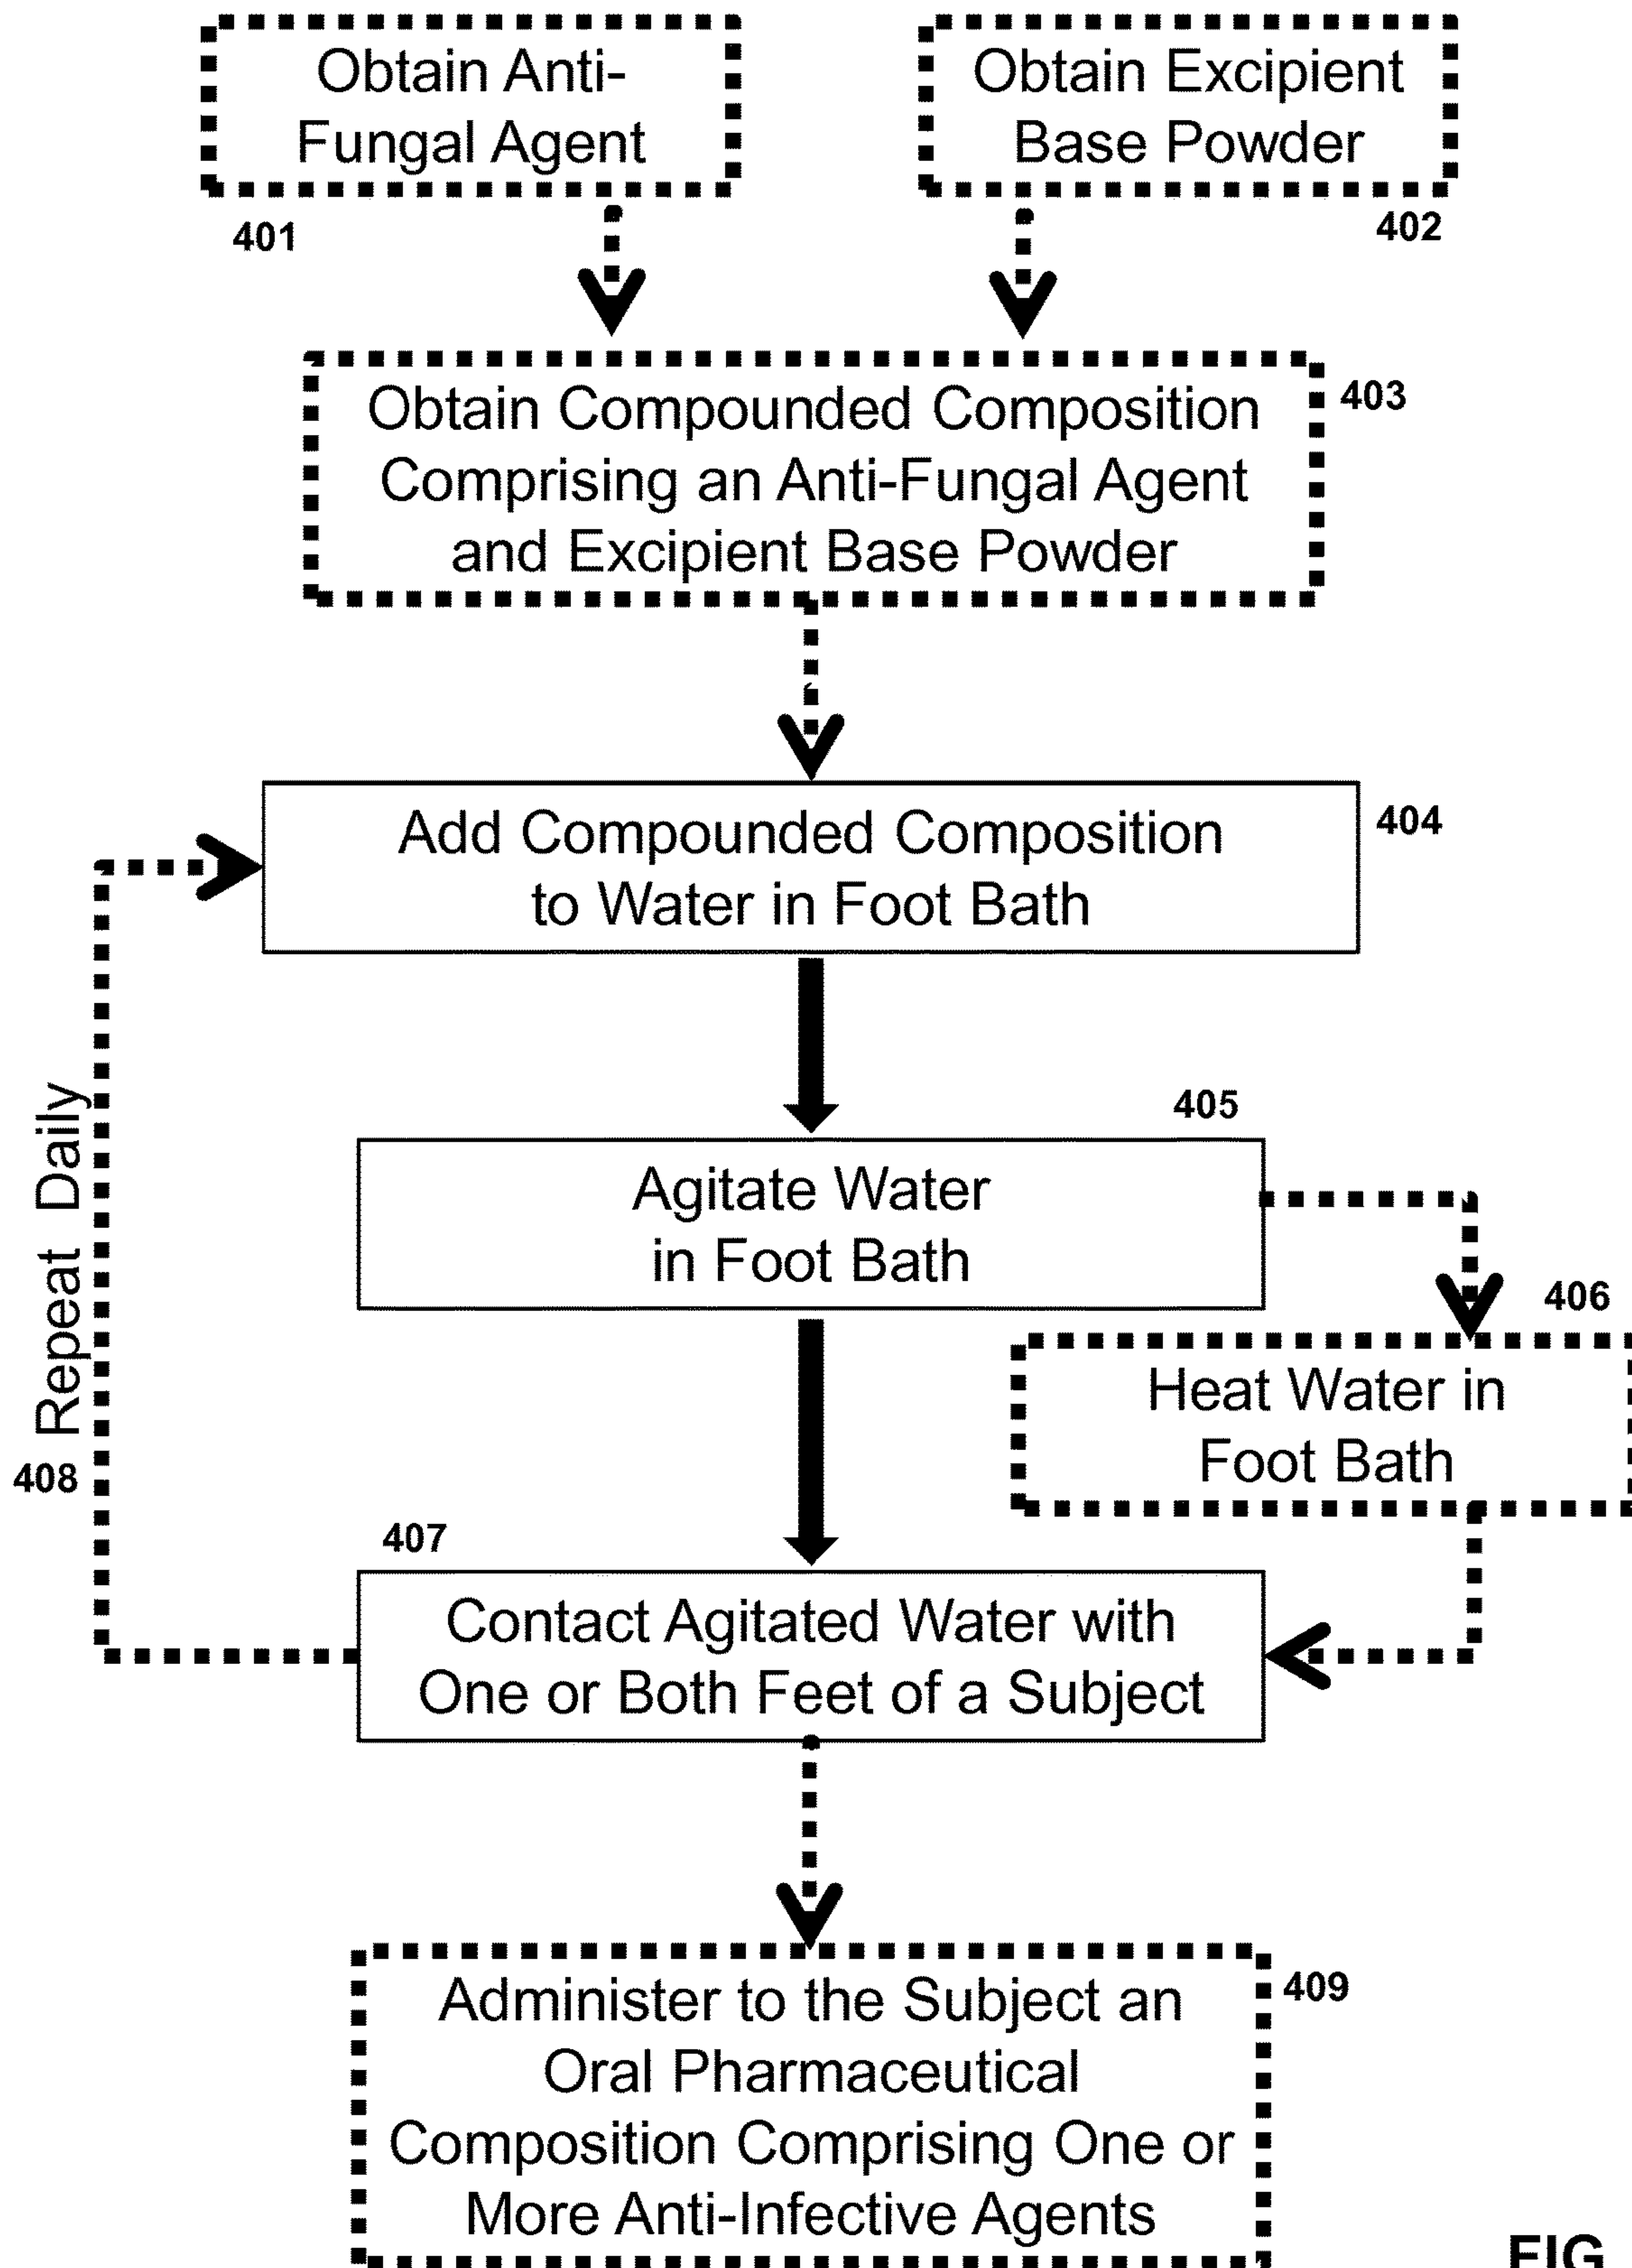 Obtain Anti-
Fungal Agent
401
Obtain Excipient
Base Powder
402
Obtain Compounded Composition
Comprising an Anti-Fungal Agent
and Excipient Base Powder
403
Add Compounded Composition
to Water in Foot Bath
404
405
Agitate Water
in Foot Bath
406
Heat Water in
Foot Bath
Repeat Daily
408
407
Contact Agitated Water with
One or Both Feet of a Subject
Administer to the Subject an
Oral Pharmaceutical
Composition Comprising One or
More Anti-Infective Agents
409
FIG